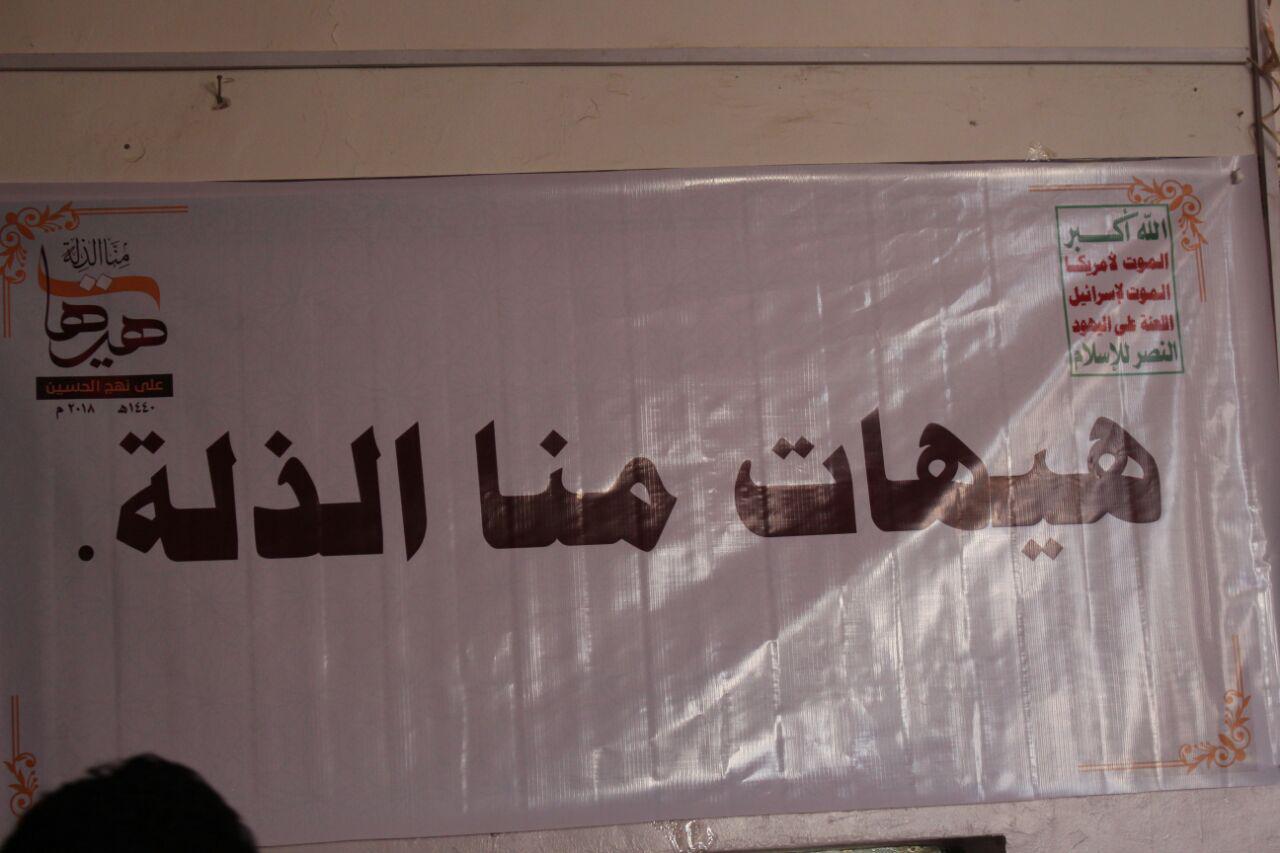 الله أكبر
الموت لأمريكا
الموت لإسرائيل
اللعنة على اليهود
النصر للإسلام
منا الذلة
هيهات
على نهج الحسين
١٤٤٠هـ ٢٠١٨ م
هيهات منا الذلة.